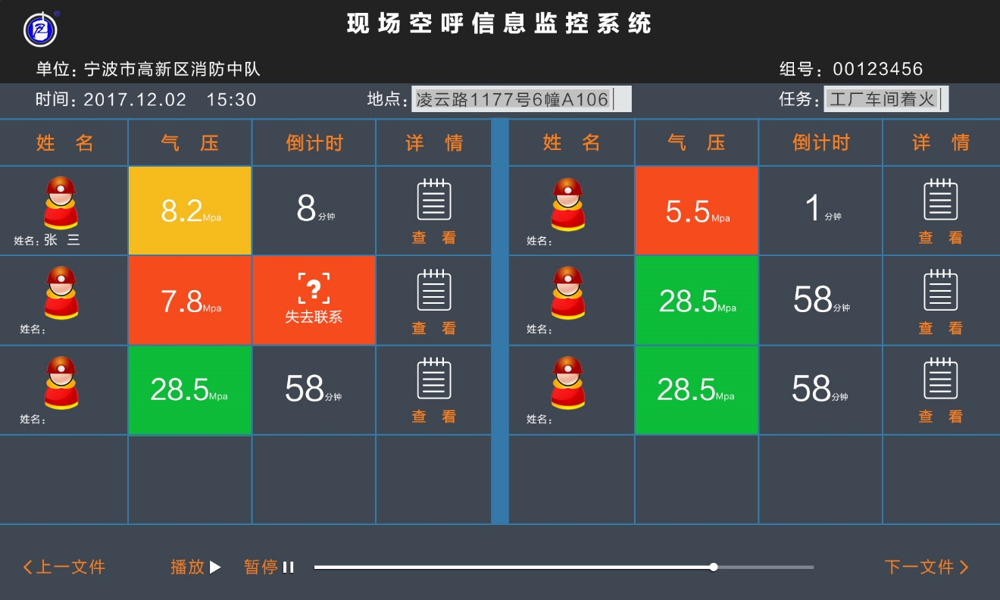 现场空呼信息监控系统
单位：宁波市高新区消防中队 组号：00123456
时间：2017.12.02 15:30 地点：凌云路1177号6幢A106 任务：工厂车间着火
姓 名 气 压 倒计时 详 情 姓 名 气 压 倒计时 详 情
8.2Mpa 8分钟
姓名：张 三 查 看
5.5Mpa 1分钟
姓名： 查 看
7.8Mpa ?
失去联系
姓名： 查 看
28.5Mpa 58分钟
姓名： 查 看
28.5Mpa 58分钟
姓名： 查 看
28.5Mpa 58分钟
姓名： 查 看
上一文件 播放 暂停 下一文件